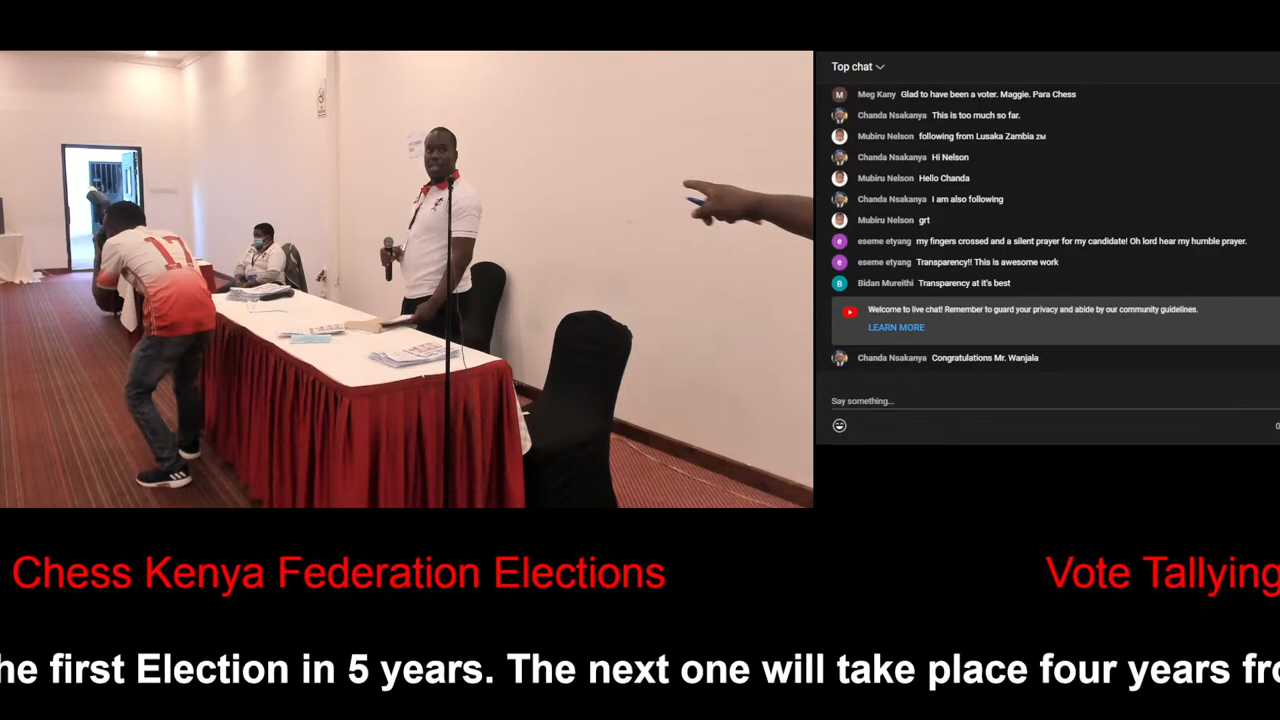 Top chat
Meg Kany Glad to have been a voter. Maggie. Para Chess
Chanda Nsakanya This is too much so far.
Mubiru Nelson following from Lusaka Zambia ZM
Chanda Nsakanya Hi Nelson
Mubiru Nelson Hello Chanda
Chanda Nsakanya I am also following
Mubiru Nelson grt
eseme etyang my fingers crossed and a silent prayer for my candidate! Oh lord hear my humble prayer.
eseme etyang Transparency!! This is awesome work
Bidan Mureithi Transparency at it's best
Welcome to live chat! Remember to guard your privacy and abide by our community guidelines.
LEARN MORE
Chanda Nsakanya Congratulations Mr. Wanjala
Say something...
M
e
e
B
17
Chess Kenya Federation Elections
Vote Tallying
he first Election in 5 years. The next one will take place four years fro